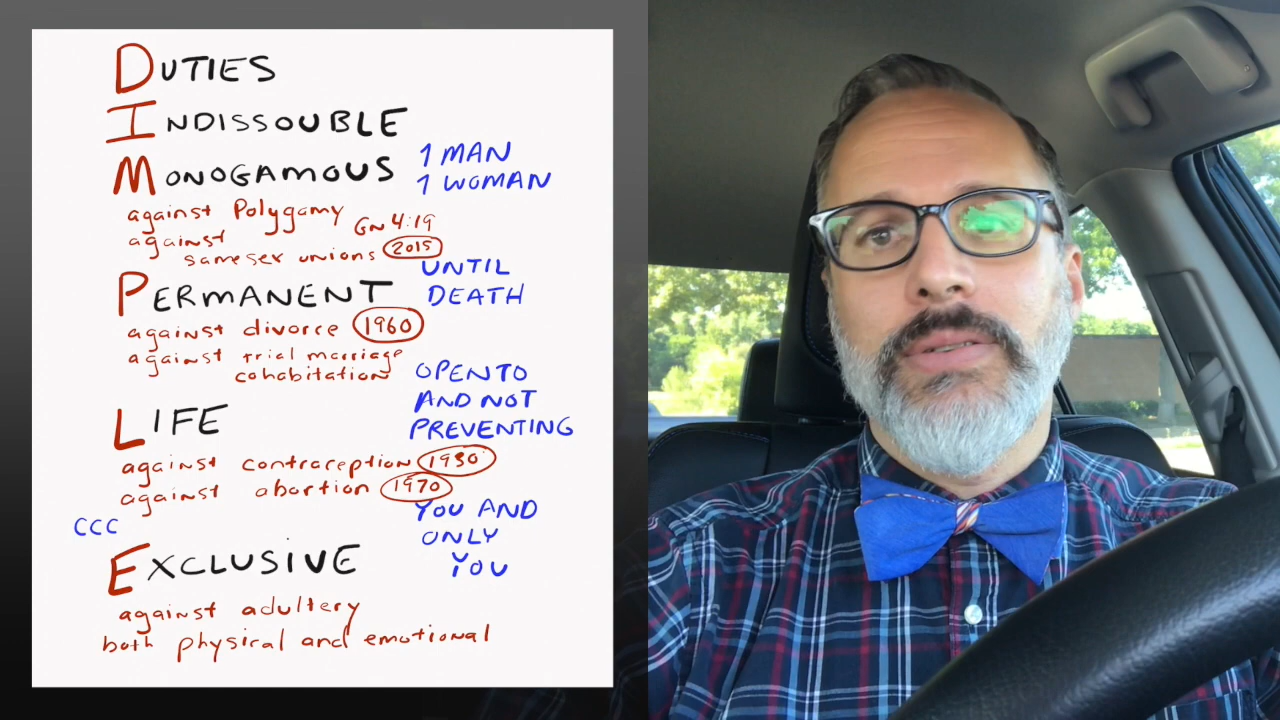 DUTIES
INDISSOUBLE
MONOGAMOUS
1 MAN
1 WOMAN
against Polygamy
GN 4:19
against
same sex unions 2015
PERMANENT
UNTIL
DEATH
against divorce 1960
against trial marriage
cohabitation
LIFE
OPEN TO
AND NOT
PREVENTING
against contraception 1930
against abortion 1970
CCC
EXCLUSIVE
YOU AND
ONLY
YOU
against adultery
both physical and emotional